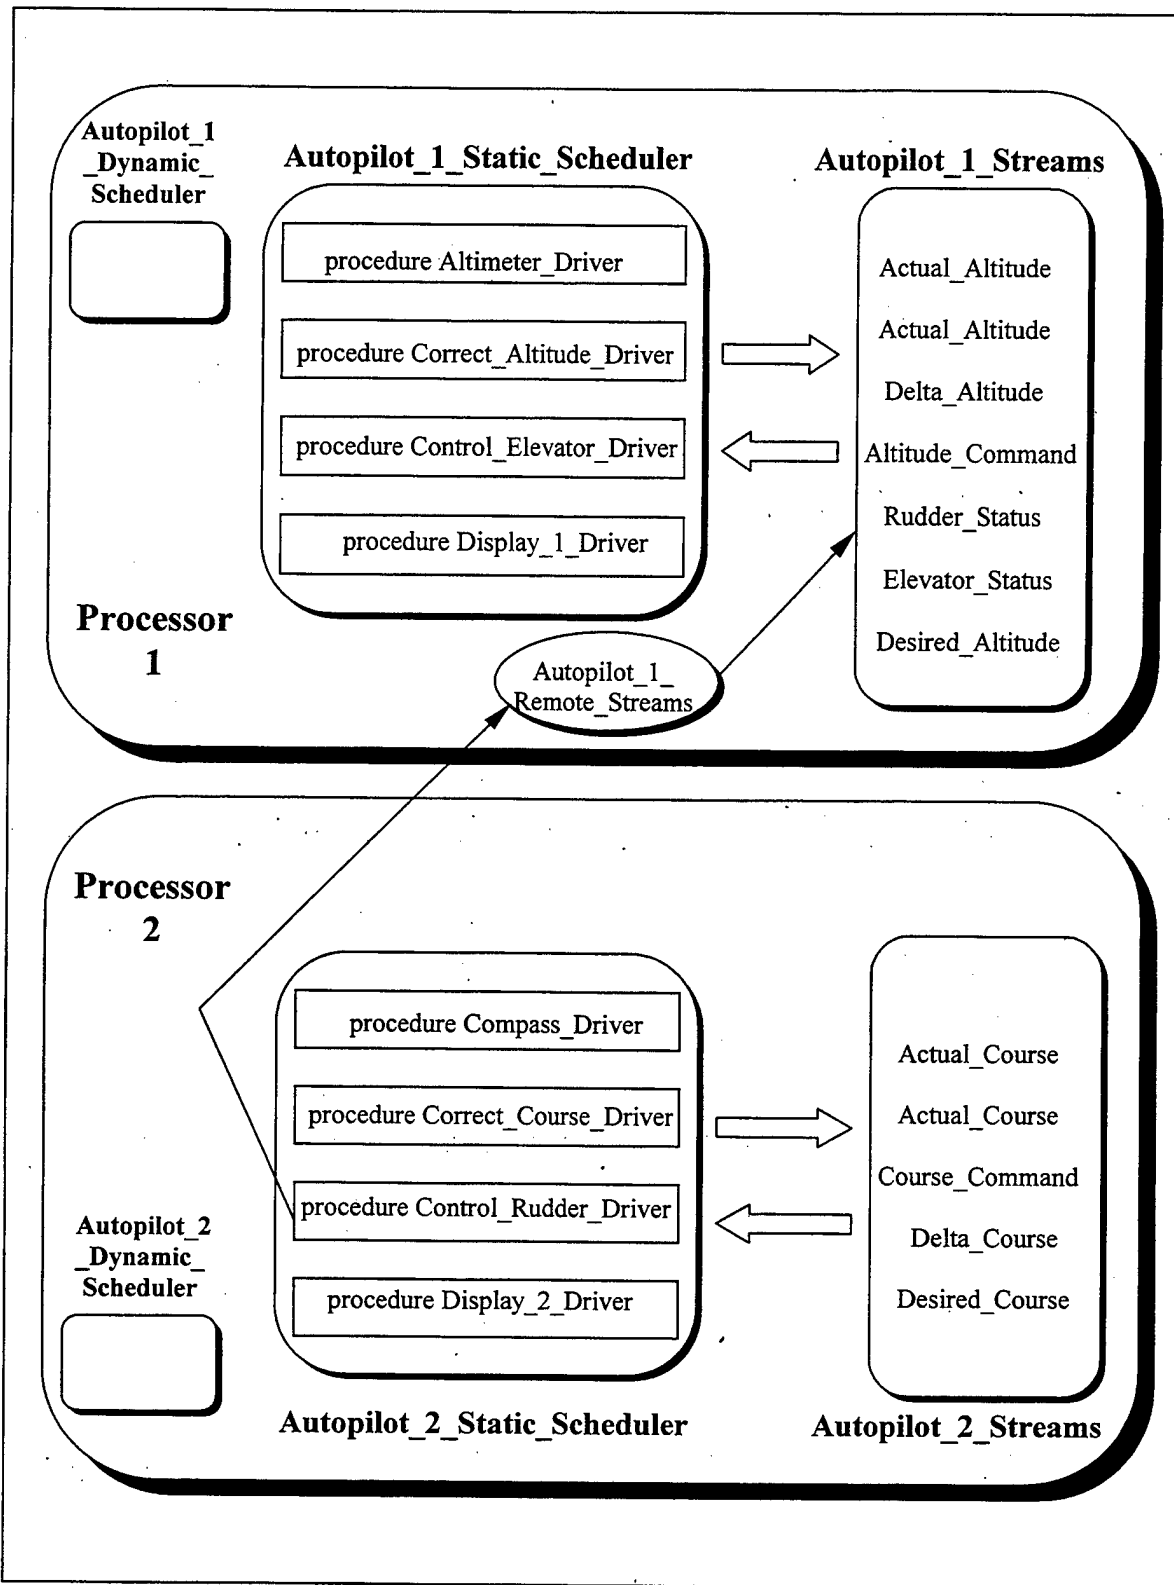 Autopilot_1
_Dynamic_
Scheduler
Autopilot_1_Static_Scheduler
procedure Altimeter_Driver
procedure Correct_Altitude_Driver
procedure Control_Elevator_Driver
procedure Display_1_Driver
Autopilot_1_Streams
Actual_Altitude
Actual_Altitude
Delta_Altitude
Altitude_Command
Rudder_Status
Elevator_Status
Desired_Altitude
Processor
1
Autopilot_1_
Remote_Streams
Processor
2
procedure Compass_Driver
procedure Correct_Course_Driver
procedure Control_Rudder_Driver
procedure Display_2_Driver
Autopilot_2_Static_Scheduler
Actual_Course
Actual_Course
Course_Command
Delta_Course
Desired_Course
Autopilot_2_Streams
Autopilot_2
_Dynamic_
Scheduler